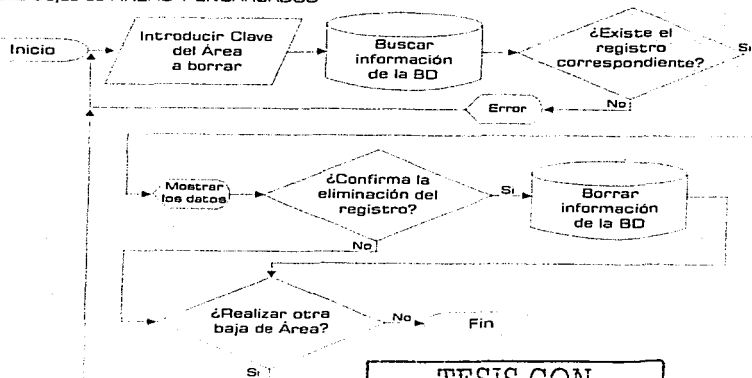 Inicio
Introducir Clave
del Área
a borrar
Buscar
información
de la BD
¿Existe el
registro
correspondiente?
Si
No
Error
Mostrar
los datos
¿Confirma la
eliminación del
registro?
Si
Borrar
información
de la BD
No
¿Realizar otra
baja de Área?
No
Fin
Si
TESIS CON